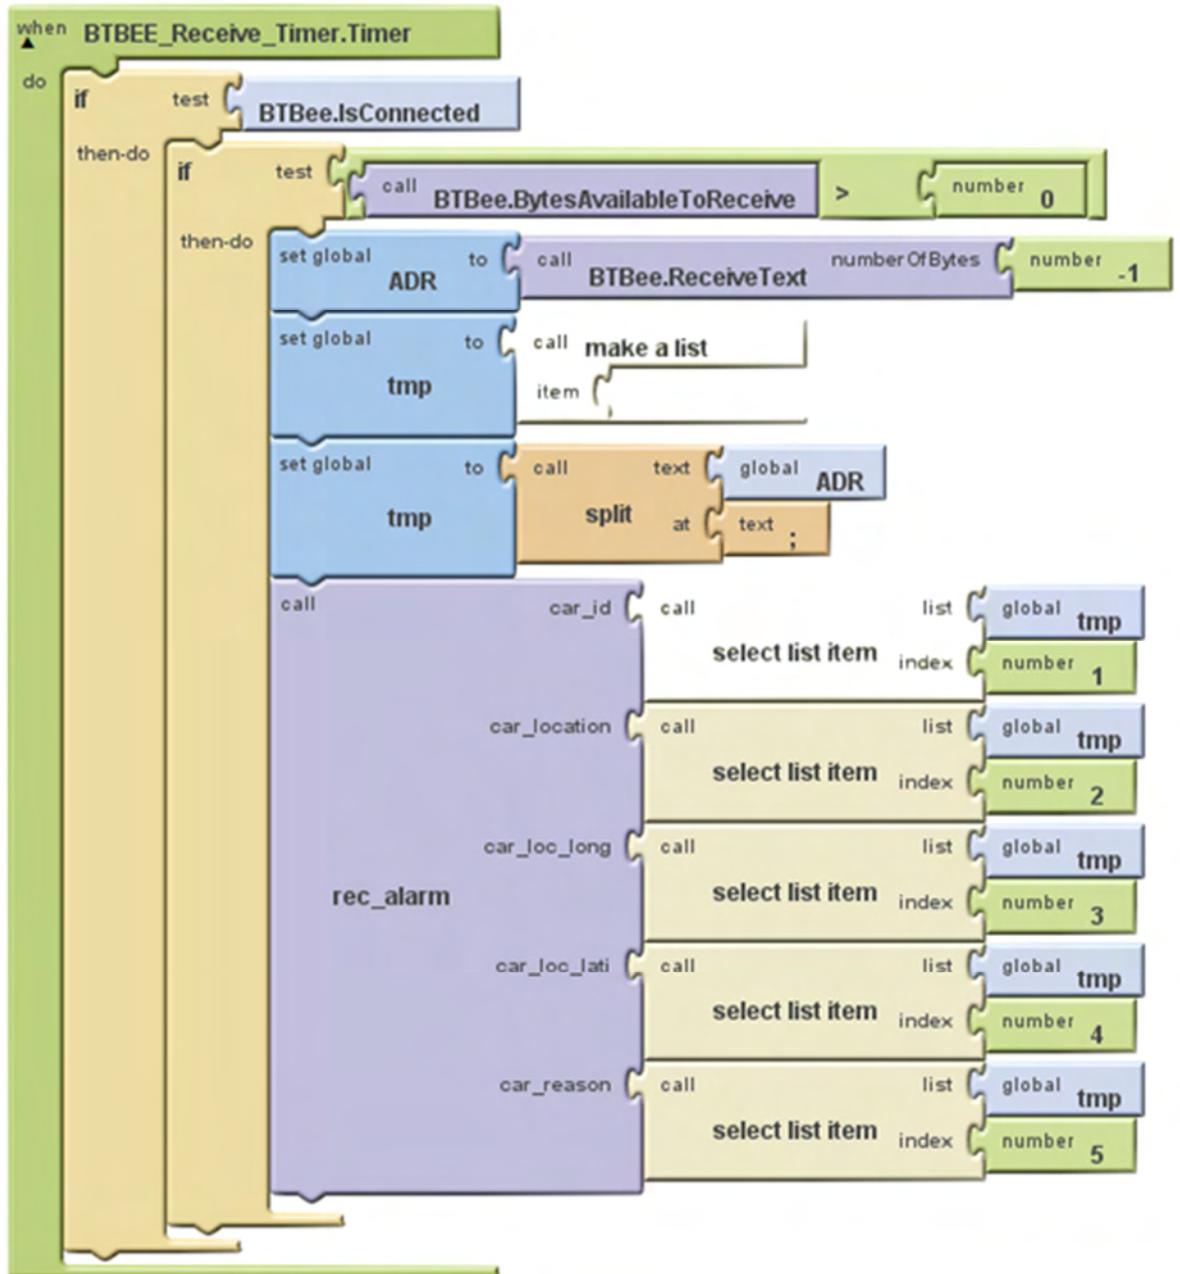 when BTBEE_Receive_Timer.Timer
do
if test BTBee.IsConnected
then-do
if test call BTBee.BytesAvailableToReceive > number 0
then-do
set global ADR to call BTBee.ReceiveText numberOfBytes number -1
set global tmp to call make a list
item
set global tmp to call split text global ADR
at text ;
call rec_alarm
car_id call select list item list global tmp
index number 1
car_location call select list item list global tmp
index number 2
car_loc_long call select list item list global tmp
index number 3
car_loc_lati call select list item list global tmp
index number 4
car_reason call select list item list global tmp
index number 5